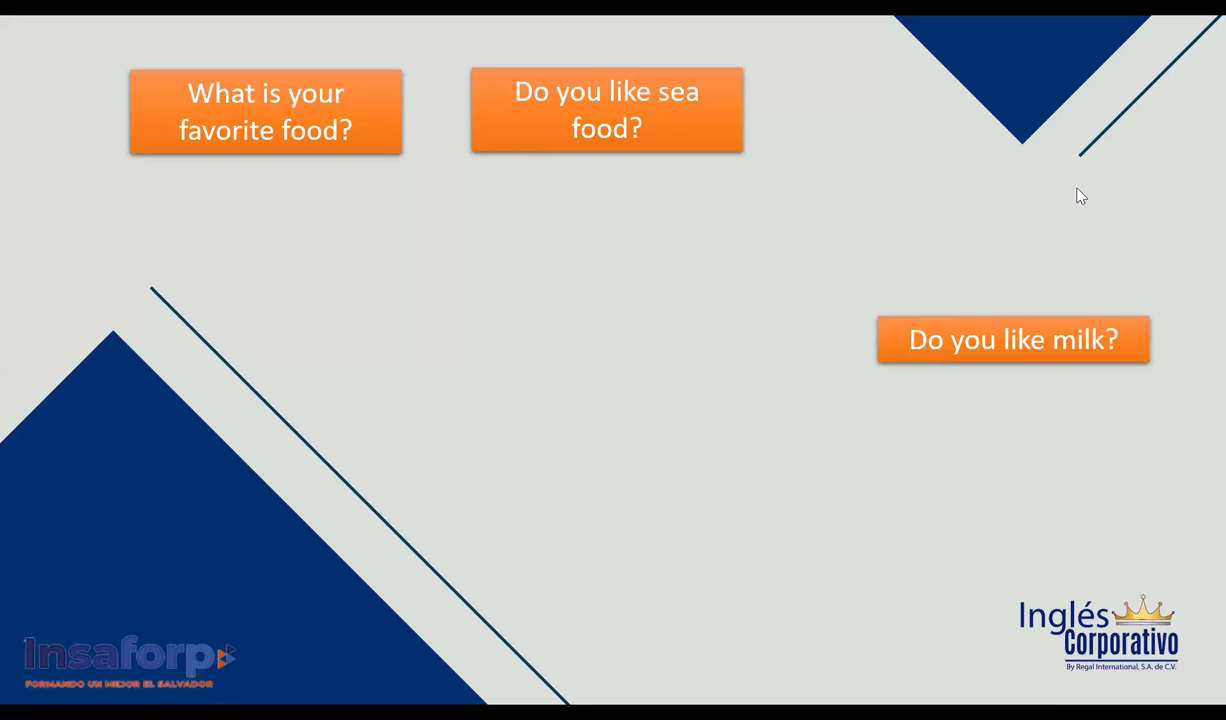 What is your
favorite food?
Do you like sea
food?
Do you like milk?
Insaforp
FORMANDO UN MEJOR EL SALVADOR
Inglés
Corporativo
By Regal International, S.A. de C.V.